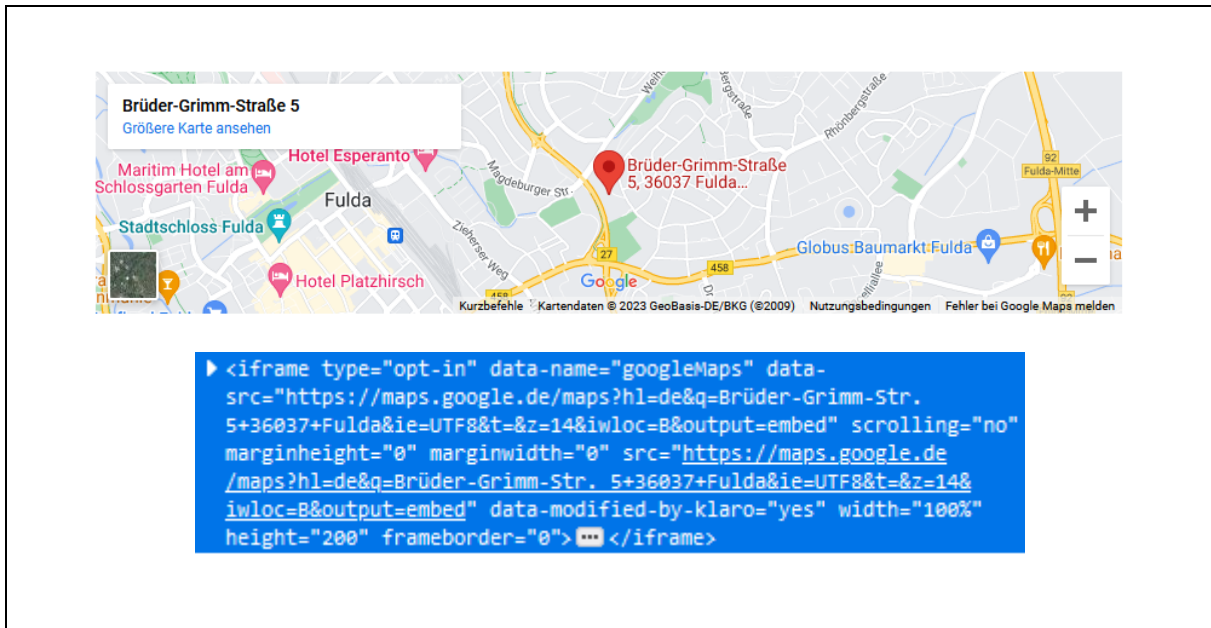 Brüder-Grimm-Straße 5
Größere Karte ansehen
Weih
bergstraße
Rhönbergstraße
Hotel Esperanto
Maritim Hotel am
Schlossgarten Fulda
Magdeburger Str.
Brüder-Grimm-Straße
5, 36037 Fulda...
92
Fulda-Mitte
Fulda
Stadtschloss Fulda
Zieherser Weg
27
458
Globus Baumarkt Fulda
Hotel Platzhirsch
Google
Kurzbefehle
Kartendaten © 2023 GeoBasis-DE/BKG (©2009)
Nutzungsbedingungen
Fehler bei Google Maps melden
<iframe type="opt-in" data-name="googleMaps" data-
src="https://maps.google.de/maps?hl=de&q=Brüder-Grimm-Str.
5+36037+Fulda&ie=UTF8&t=&z=14&iwloc=B&output=embed" scrolling="no"
marginheight="0" marginwidth="0" src="https://maps.google.de
/maps?hl=de&q=Brüder-Grimm-Str. 5+36037+Fulda&ie=UTF8&t=&z=14&
iwloc=B&output=embed" data-modified-by-klaro="yes" width="100%"
height="200" frameborder="0"> ... </iframe>